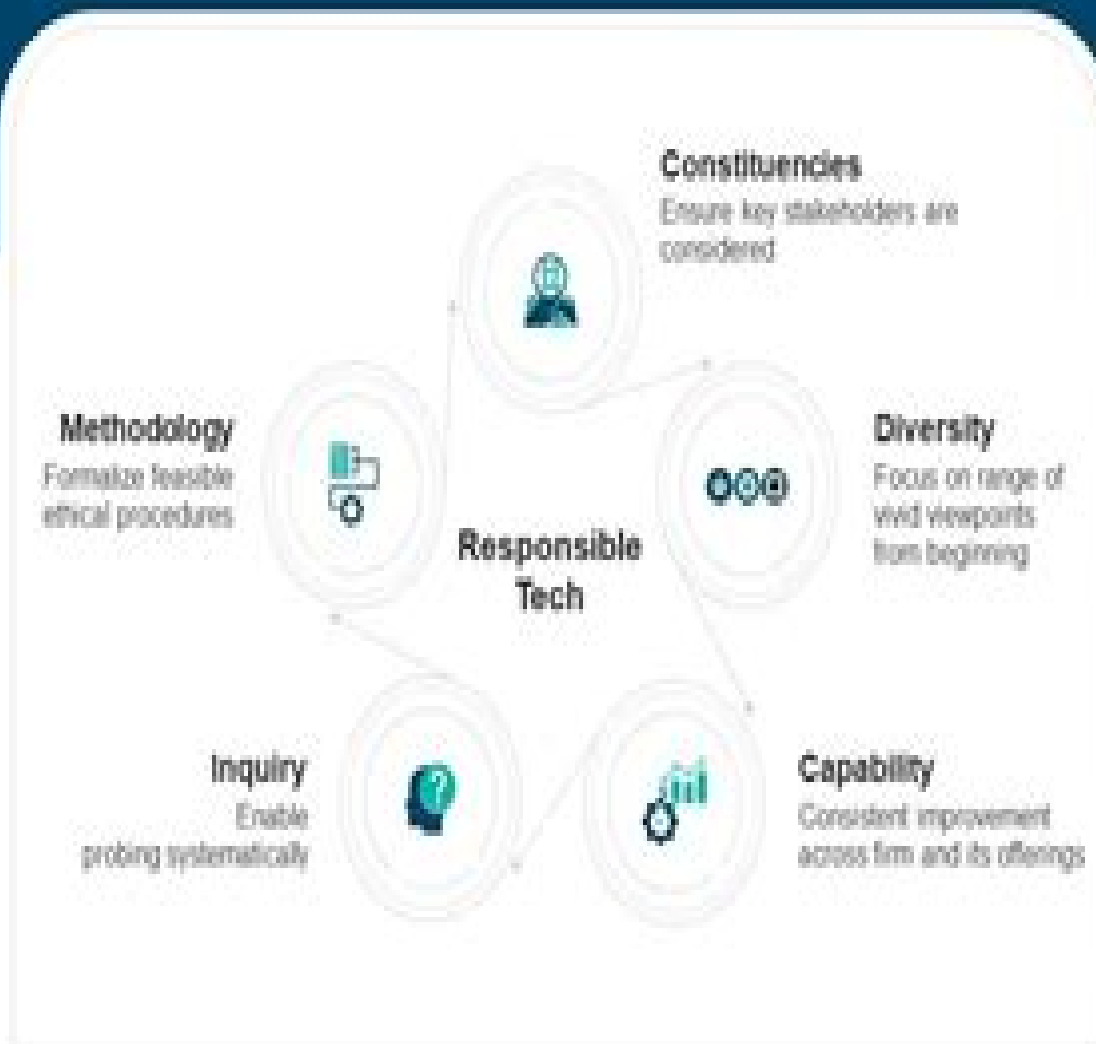 Constituencies
Ensure key stakeholders are
considered
Methodology
Formalize feasible
ethical procedures
Diversity
Focus on range of
vivid viewpoints
from beginning
Responsible
Tech
Inquiry
Enable
probing systematically
Capability
Consistent improvement
across firm and its offerings